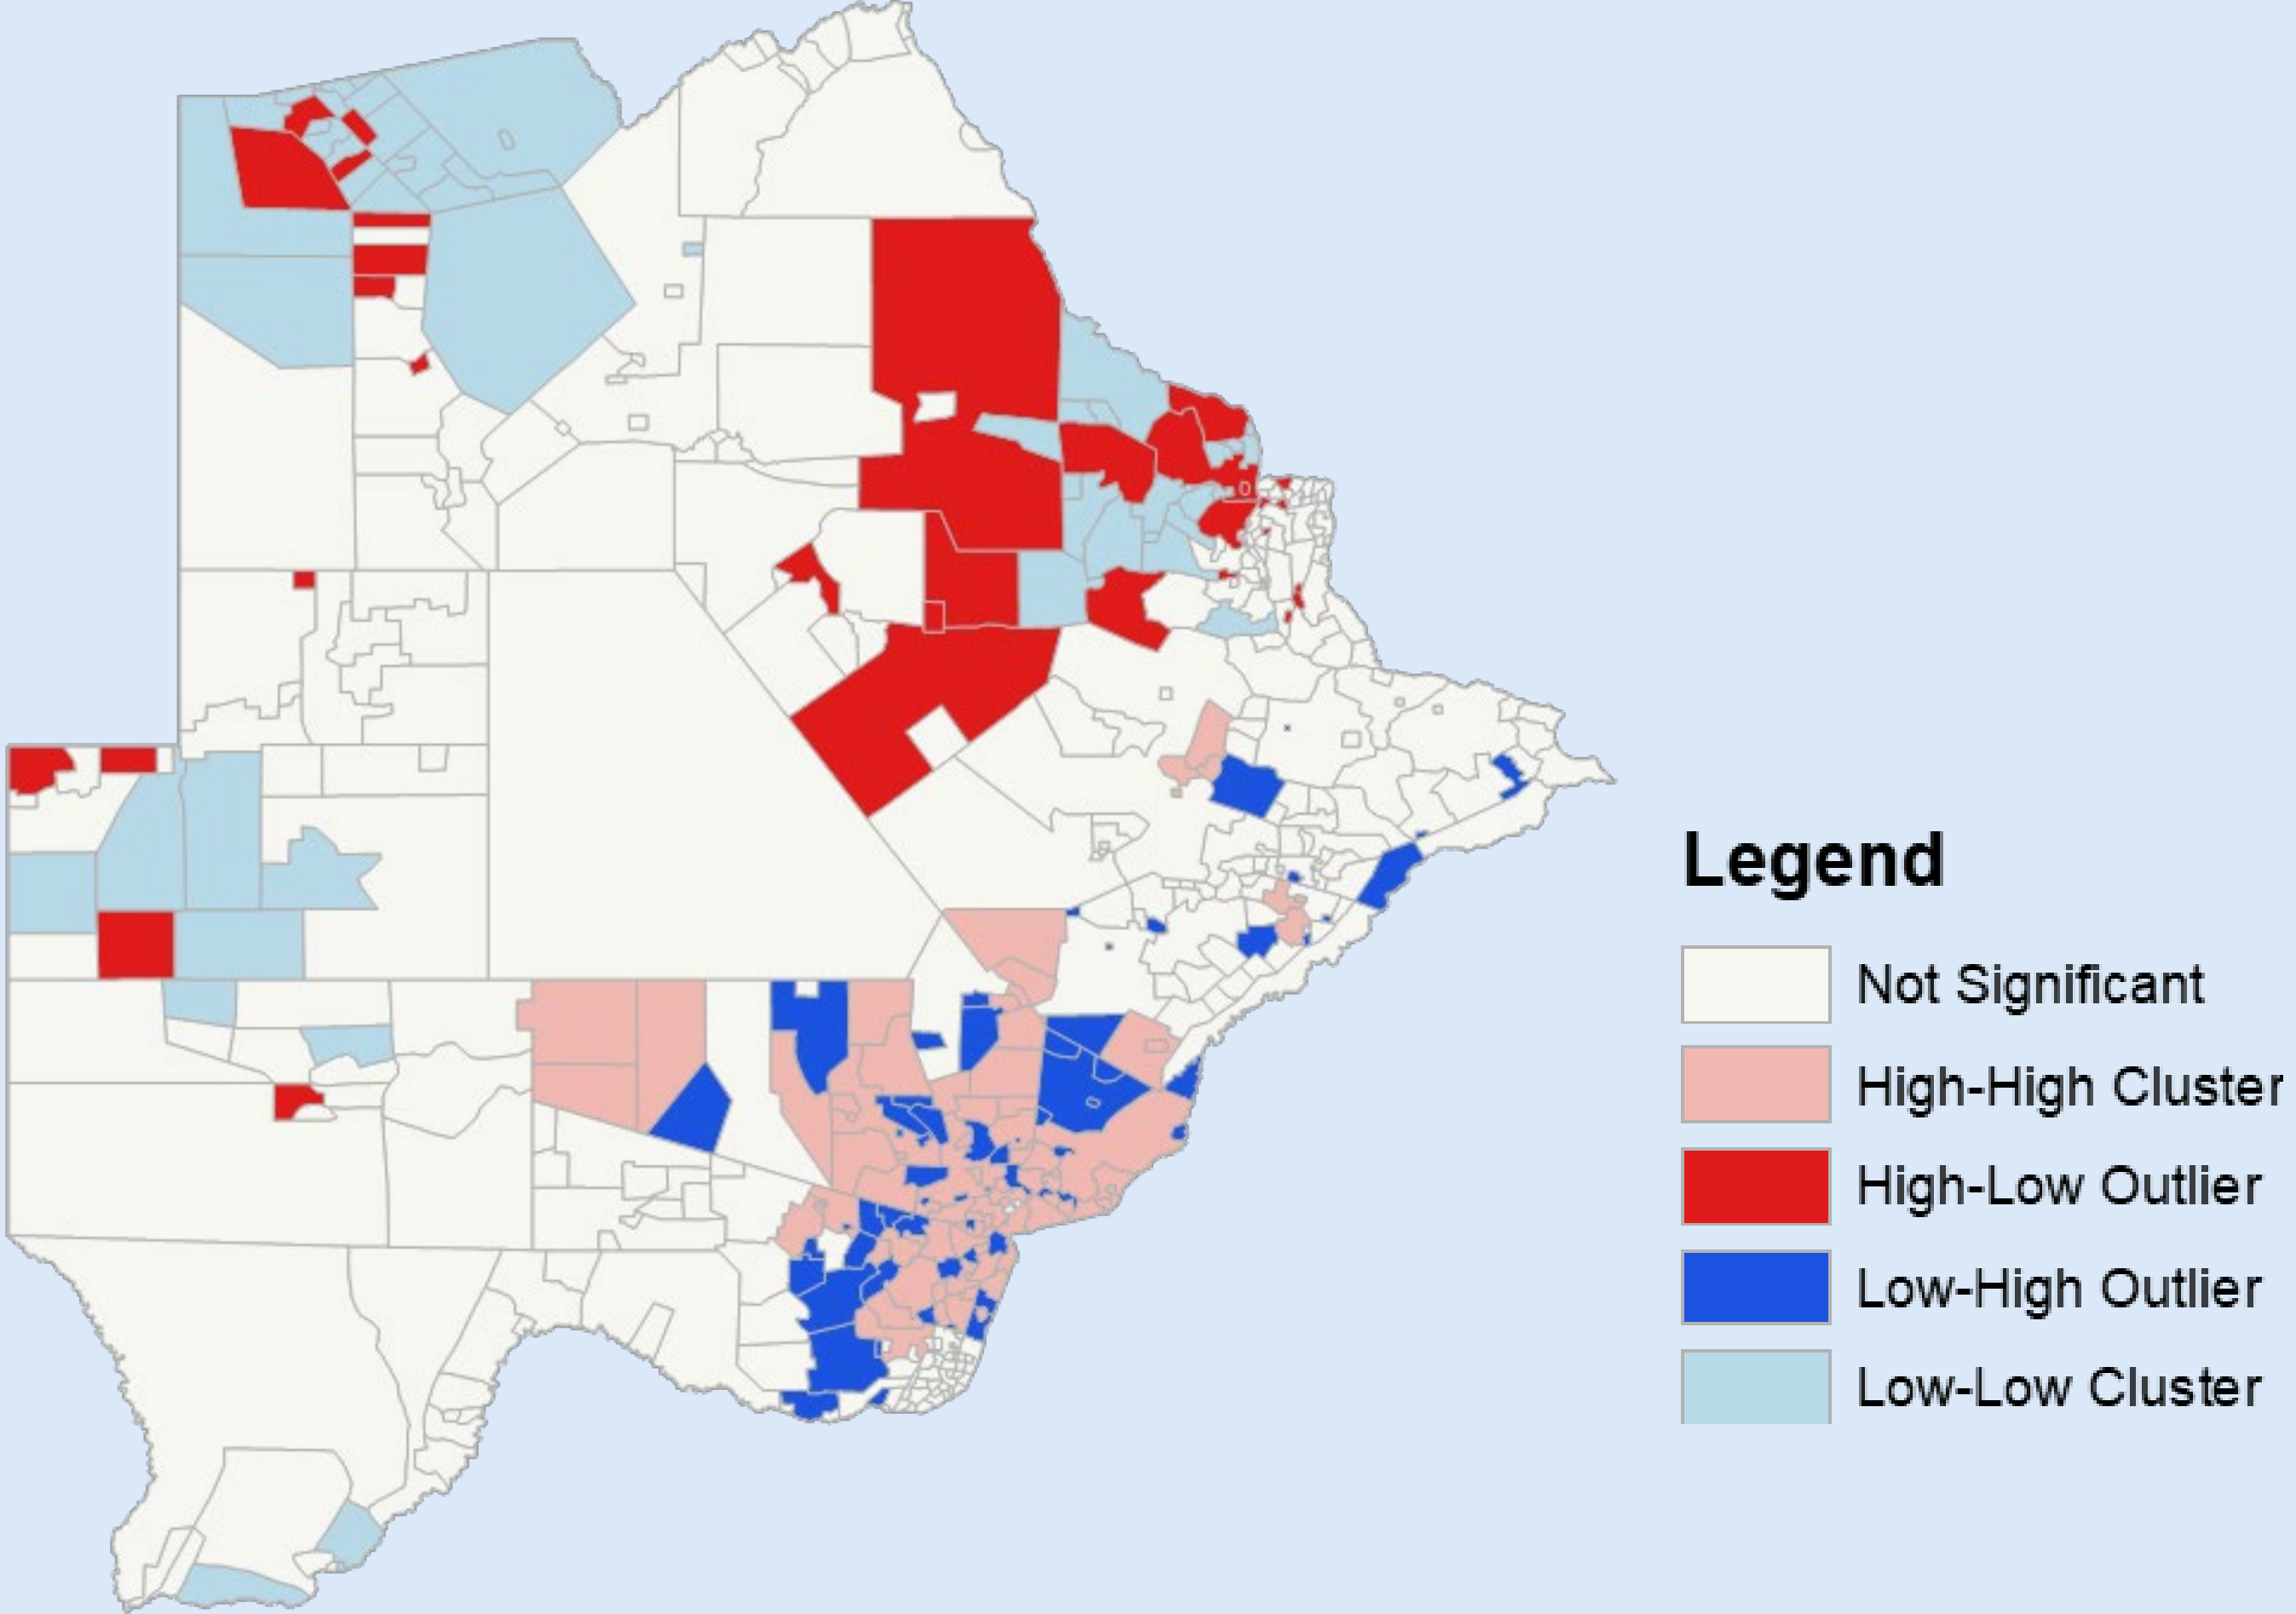 Legend
Not Significant
High-High Cluster
High-Low Outlier
Low-High Outlier
Low-Low Cluster